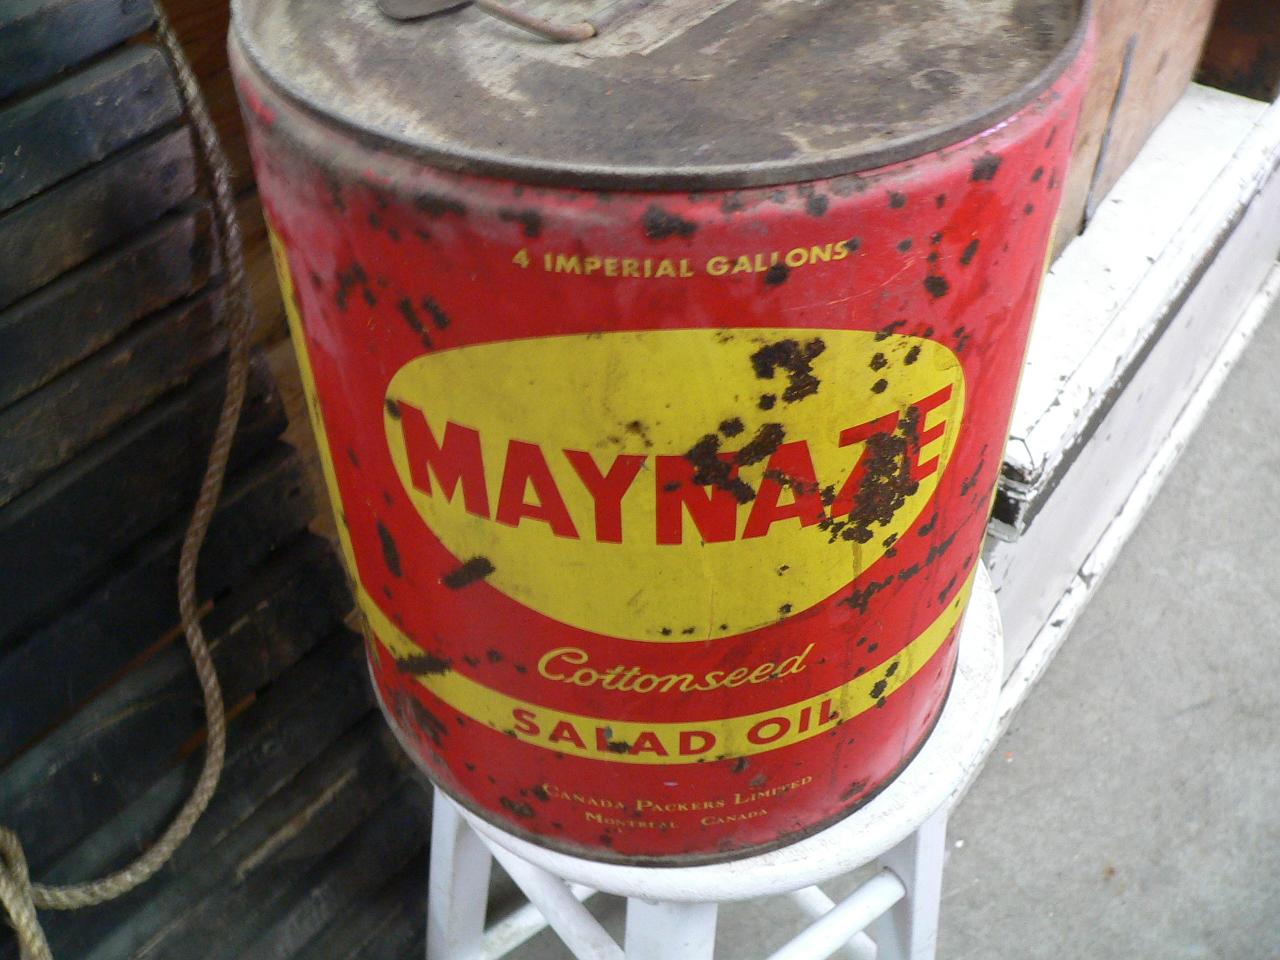 4 IMPERIAL GALLONS
MAYNAZE
Cottonseed
SALAD OIL
CANADA PACKERS LIMITED
MONTREAL CANADA